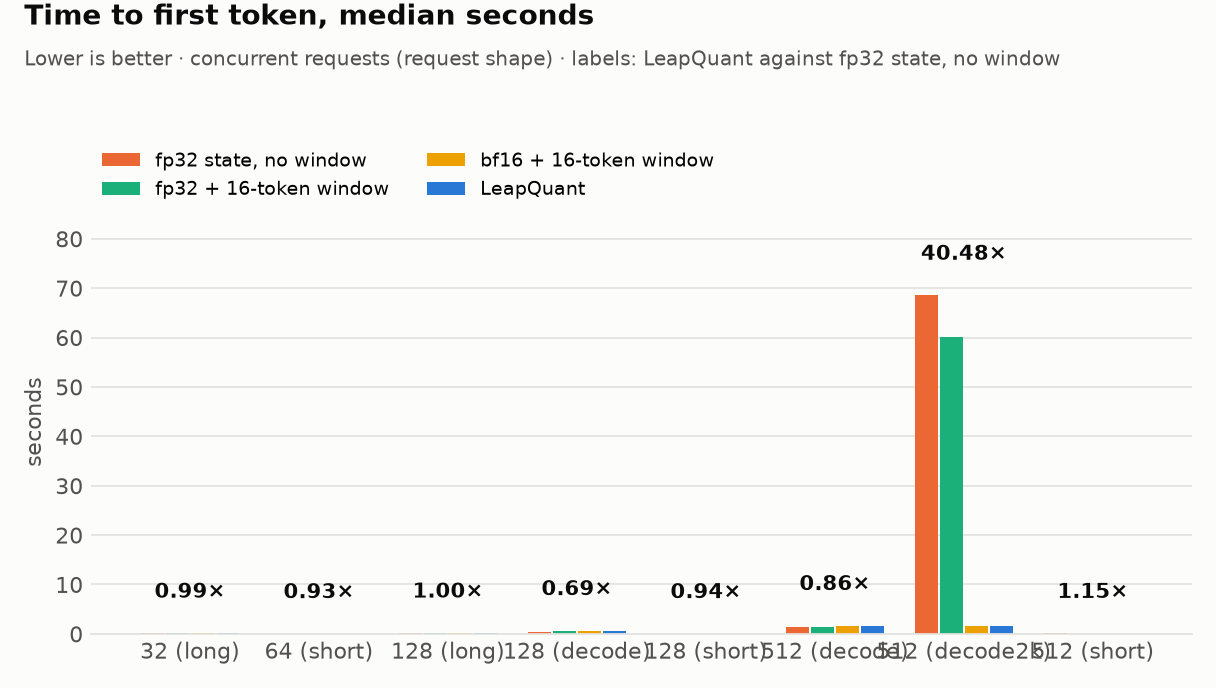 Time to first token, median seconds
Lower is better · concurrent requests (request shape) · labels: LeapQuant against fp32 state, no window
fp32 state, no window
bf16 + 16-token window
fp32 + 16-token window
LeapQuant
80
70
60
50
40
30
20
10
0
seconds
0.99×
0.93×
1.00×
0.69×
0.94×
0.86×
40.48×
1.15×
32 (long)
64 (short)
128 (long)
128 (decode)
128 (short)
512 (decode)
512 (decode2k)
512 (short)